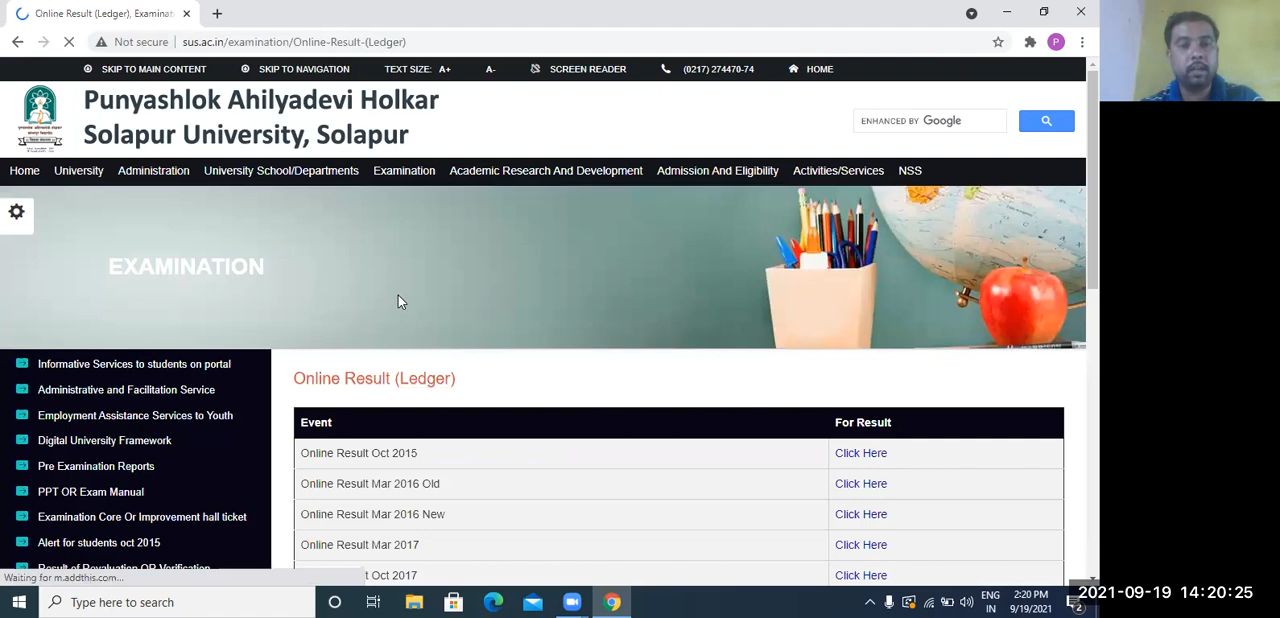 Online Result (Ledger), Examinat
Not secure
sus.ac.in/examination/Online-Result-(Ledger)
P
SKIP TO MAIN CONTENT
SKIP TO NAVIGATION
TEXT SIZE: A+ A-
SCREEN READER
(0217) 274470-74
HOME
Punyashlok Ahilyadevi Holkar
Solapur University, Solapur
ENHANCED BY Google
Home University Administration University School/Departments Examination Academic Research And Development Admission And Eligibility Activities/Services NSS
EXAMINATION
Informative Services to students on portal
Administrative and Facilitation Service
Employment Assistance Services to Youth
Digital University Framework
Pre Examination Reports
PPT OR Exam Manual
Examination Core Or Improvement hall ticket
Alert for students oct 2015
Result of Revaluation OR Verification
Online Result (Ledger)
Event For Result
Online Result Oct 2015 Click Here
Online Result Mar 2016 Old Click Here
Online Result Mar 2016 New Click Here
Online Result Mar 2017 Click Here
t Oct 2017 Click Here
Waiting for m.addthis.com...
Type here to search
ENG
IN
2:20 PM
9/19/2021
2
2021-09-19 14:20:25